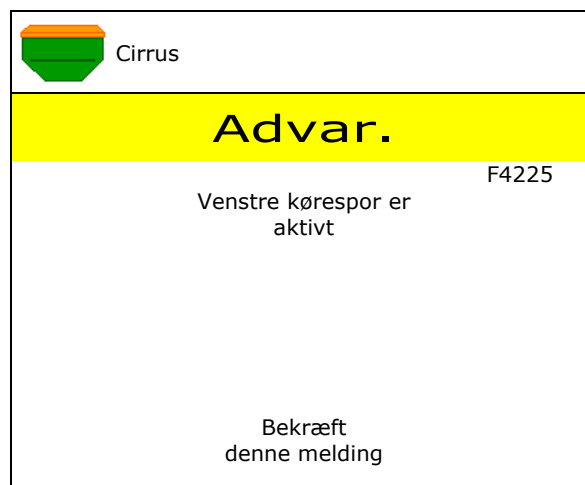 Cirrus
Advar.
F4225
Venstre kørespor er
aktivt
Bekræft
denne melding